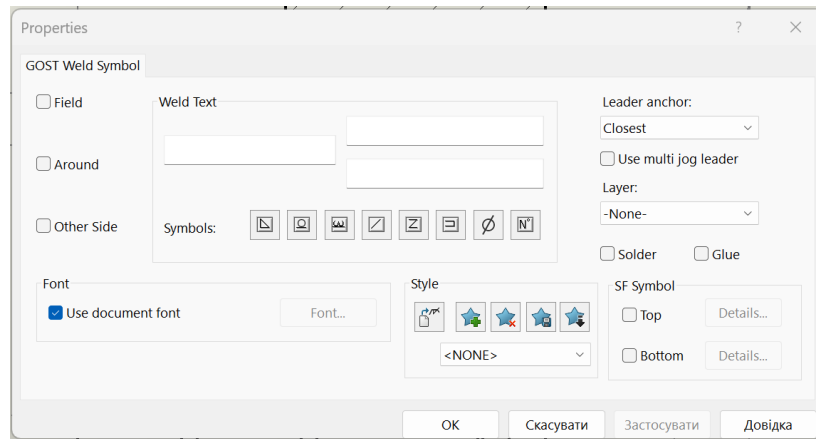 Properties
?
GOST Weld Symbol
Field
Around
Other Side
Weld Text
Symbols:
N°
Leader anchor:
Closest
Use multi jog leader
Layer:
-None-
Solder Glue
Font
Use document font Font...
Style
<NONE>
SF Symbol
Top Details...
Bottom Details...
OK Скасувати Застосувати Довідка